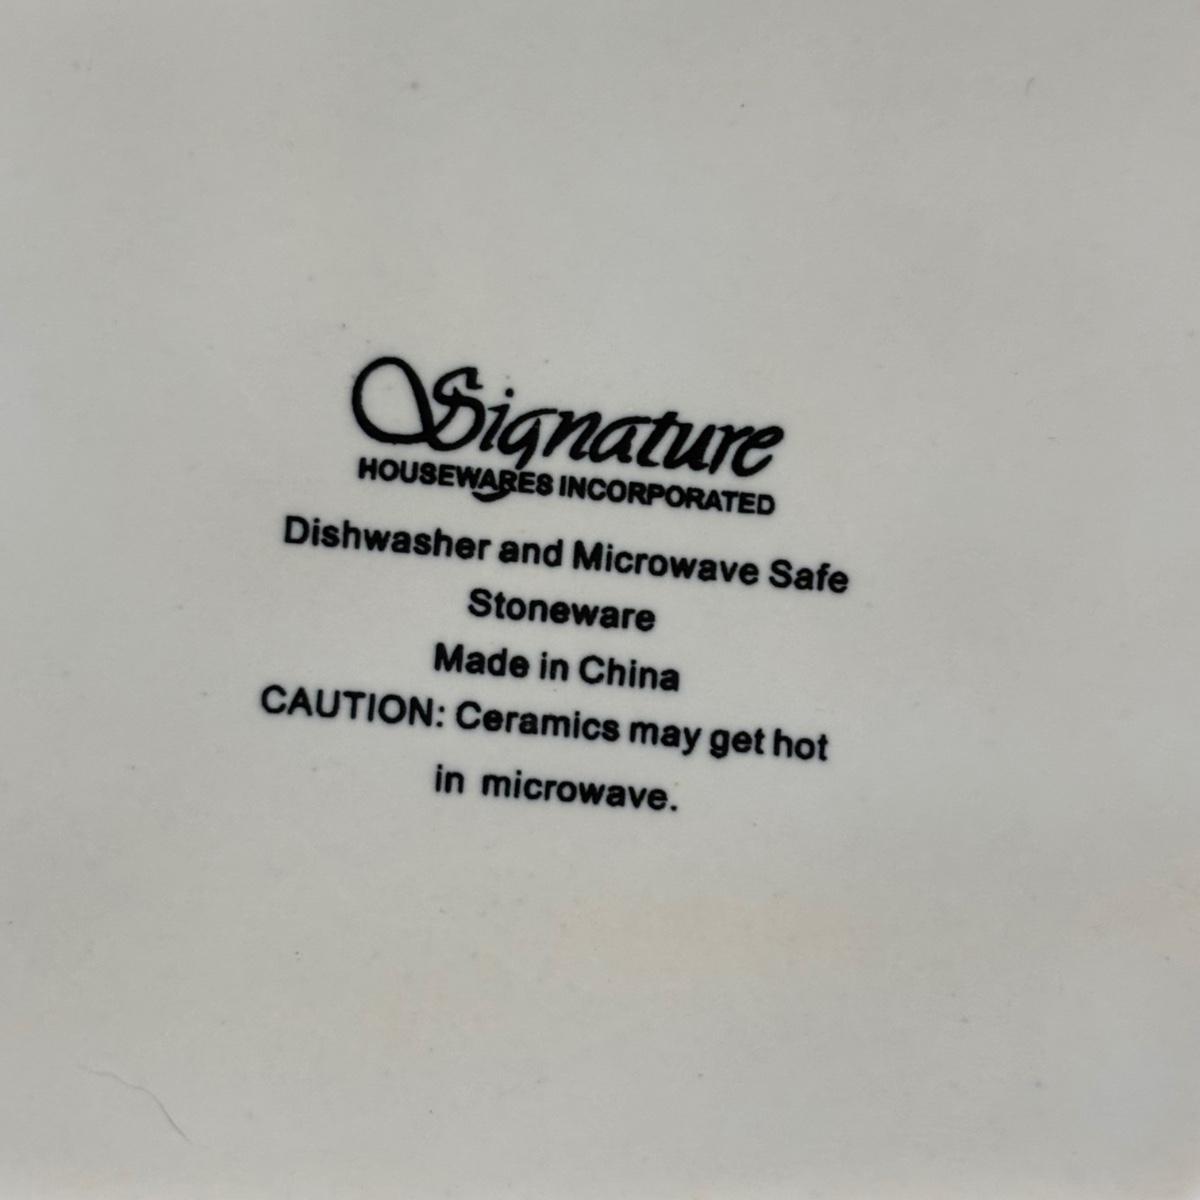 Signature
HOUSEWARES INCORPORATED
Dishwasher and Microwave Safe
Stoneware
Made in China
CAUTION: Ceramics may get hot
in microwave.